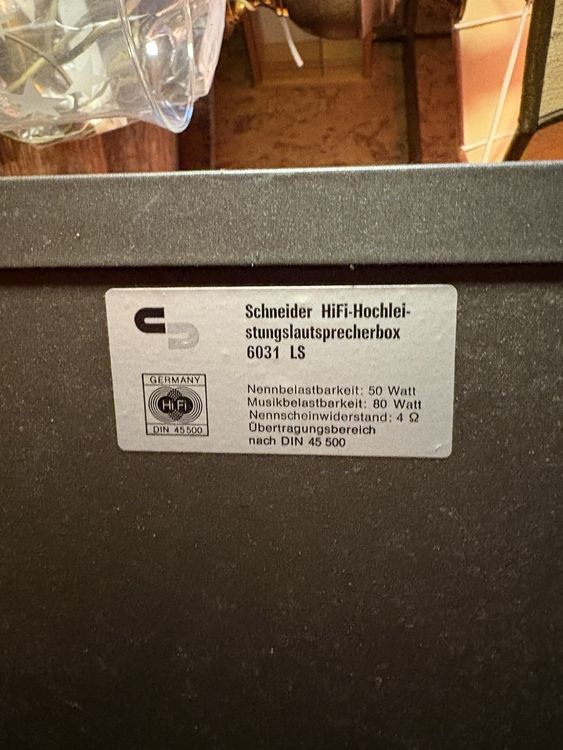 Schneider HiFi-Hochlei-
stungslautsprecherbox
6031 LS
GERMANY
HiFi
DIN 45500
Nennbelastbarkeit: 50 Watt
Musikbelastbarkeit: 80 Watt
Nennscheinwiderstand: 4 Ω
Übertragungsbereich
nach DIN 45 500